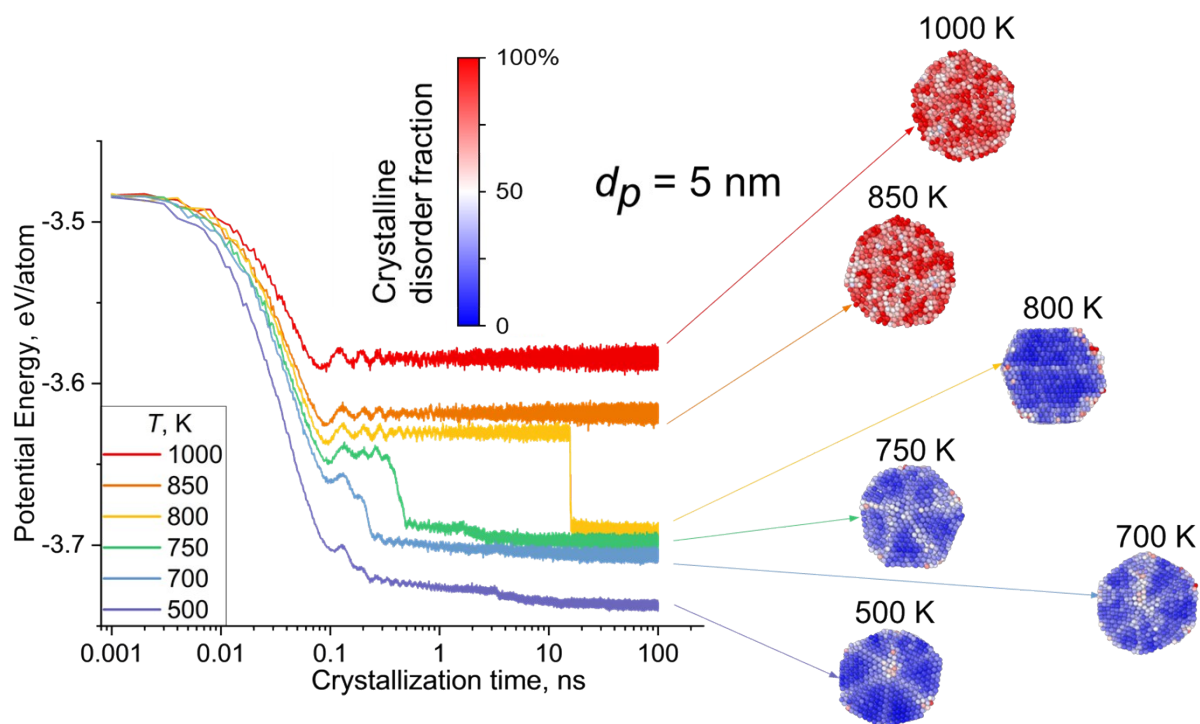 1000 K
100%
50
0
Crystalline
disorder fraction
dp = 5 nm
850 K
800 K
750 K
700 K
500 K
-3.5
-3.6
-3.7
Potential Energy, eV/atom
T, K
1000
850
800
750
700
500
0.001
0.01
0.1
1
10
100
Crystallization time, ns